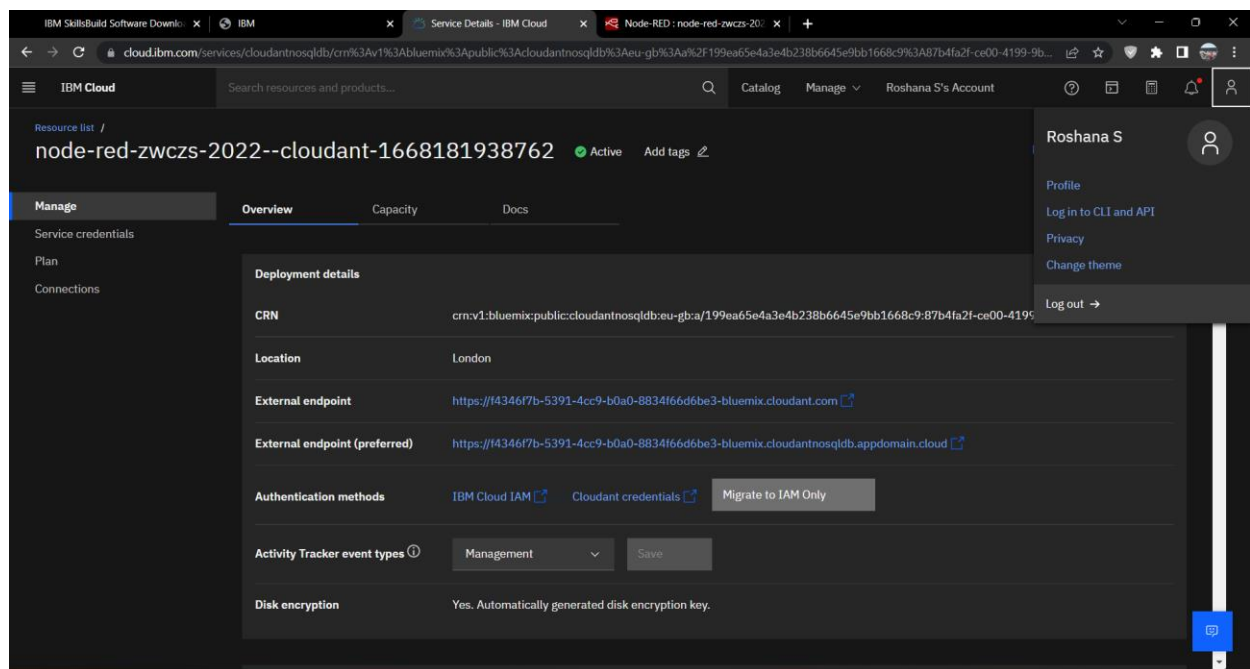 IBM SkillsBuild Software Downlo
IBM
Service Details - IBM Cloud
Node-RED : node-red-zwczs-202
cloud.ibm.com/services/cloudantnosqldb/crn%3Av1%3Abluemix%3Apublic%3Acloudantnosqldb%3Aeu-gb%3Aa%2F199ea65e4a3e4b238b6645e9bb1668c9%3A87b4fa2f-ce00-4199-9b...
IBM Cloud
Search resources and products...
Catalog
Manage
Roshana S's Account
Resource list /
node-red-zwczs-2022--cloudant-1668181938762
Active
Add tags
Roshana S
Profile
Log in to CLI and API
Privacy
Change theme
Log out →
Manage
Service credentials
Plan
Connections
Overview
Capacity
Docs
Deployment details
CRN
crn:v1:bluemix:public:cloudantnosqldb:eu-gb:a/199ea65e4a3e4b238b6645e9bb1668c9:87b4fa2f-ce00-4199
Location
London
External endpoint
https://f4346f7b-5391-4cc9-b0a0-8834f66d6be3-bluemix.cloudant.com
External endpoint (preferred)
https://f4346f7b-5391-4cc9-b0a0-8834f66d6be3-bluemix.cloudantnosqldb.appdomain.cloud
Authentication methods
IBM Cloud IAM
Cloudant credentials
Migrate to IAM Only
Activity Tracker event types
Management
Save
Disk encryption
Yes. Automatically generated disk encryption key.